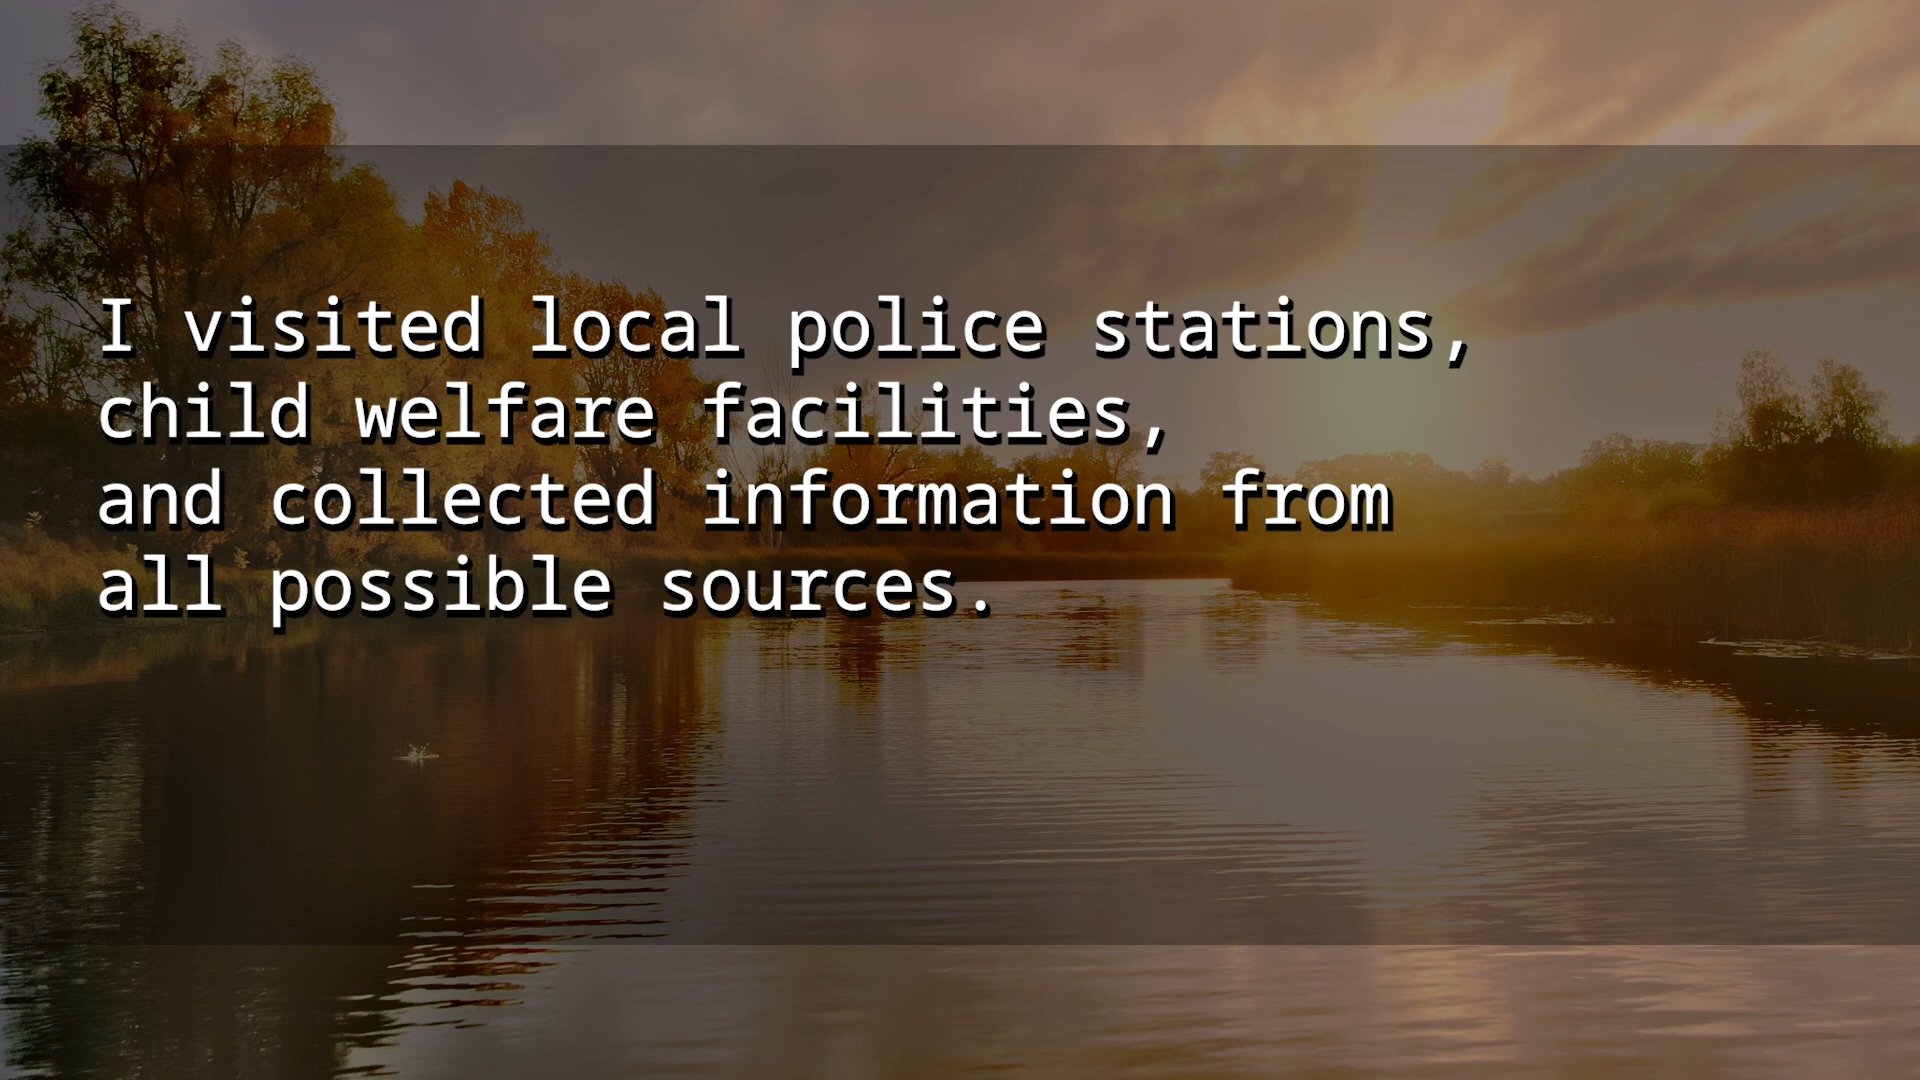 I visited local police stations,
child welfare facilities,
and collected information from
all possible sources.